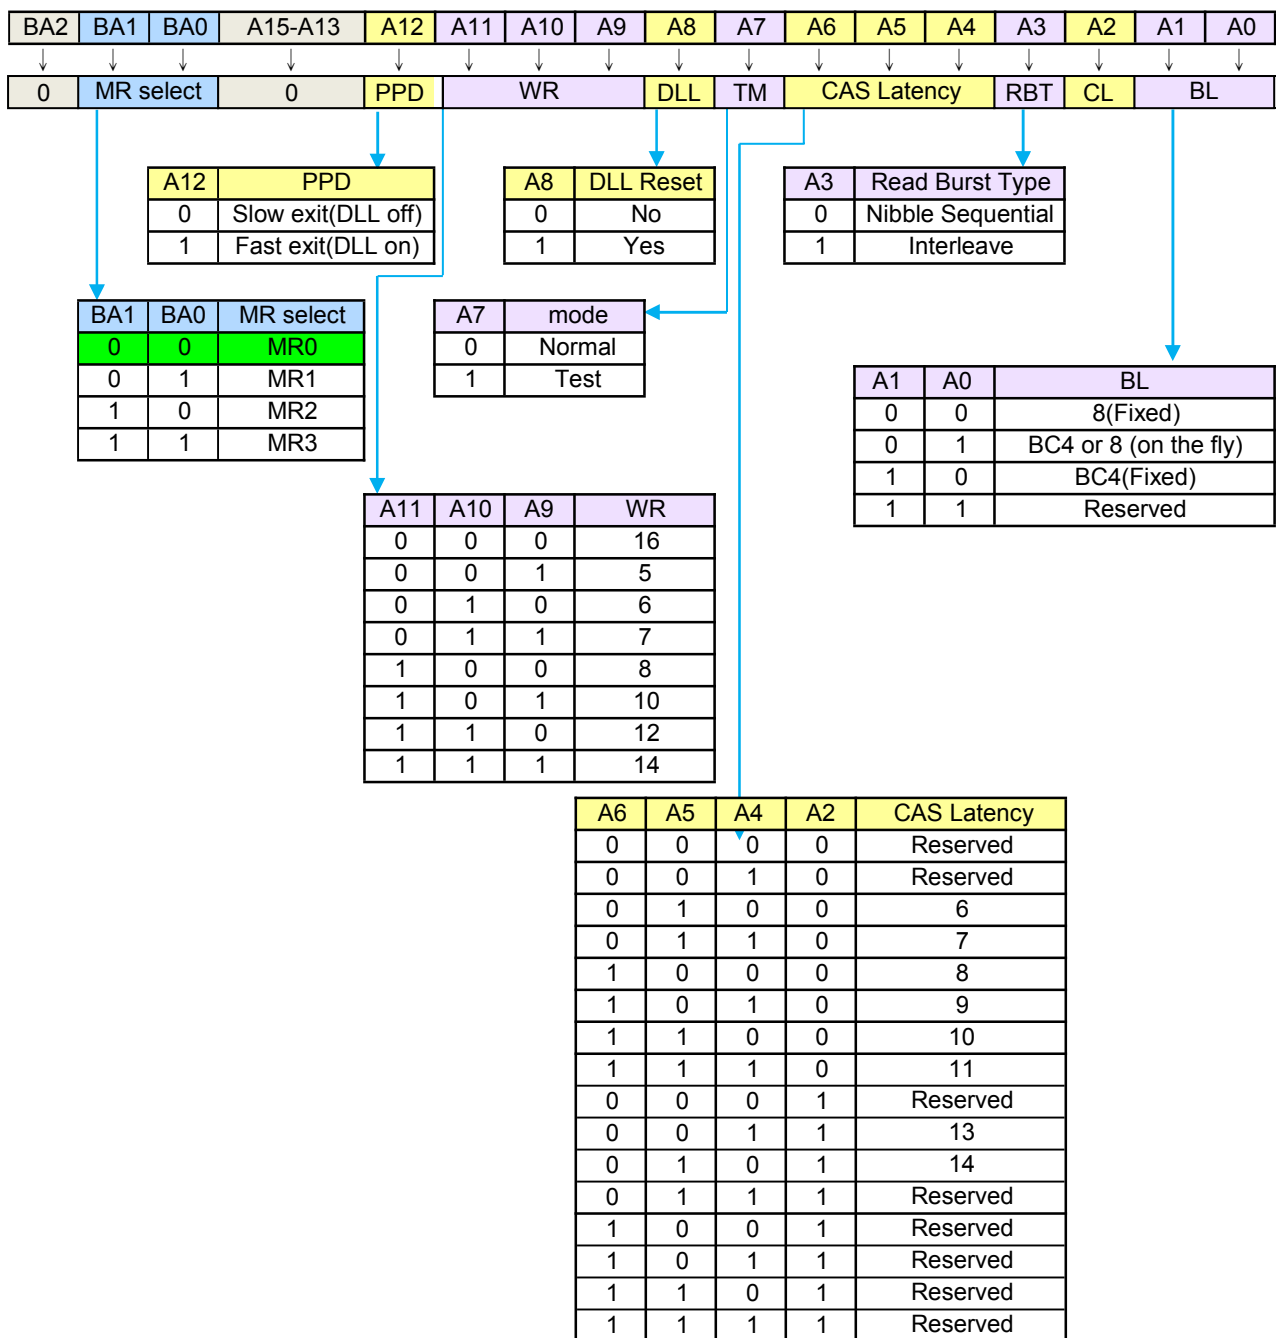 BA2 BA1 BA0 A15-A13 A12 A11 A10 A9 A8 A7 A6 A5 A4 A3 A2 A1 A0
0 MR select 0 PPD WR DLL TM CAS Latency RBT CL BL
A12 PPD
0 Slow exit(DLL off)
1 Fast exit(DLL on)
A8 DLL Reset
0 No
1 Yes
A3 Read Burst Type
0 Nibble Sequential
1 Interleave
BA1 BA0 MR select
0 0 MR0
0 1 MR1
1 0 MR2
1 1 MR3
A7 mode
0 Normal
1 Test
A1 A0 BL
0 0 8(Fixed)
0 1 BC4 or 8 (on the fly)
1 0 BC4(Fixed)
1 1 Reserved
A11 A10 A9 WR
0 0 0 16
0 0 1 5
0 1 0 6
0 1 1 7
1 0 0 8
1 0 1 10
1 1 0 12
1 1 1 14
A6 A5 A4 A2 CAS Latency
0 0 0 0 Reserved
0 0 1 0 Reserved
0 1 0 0 6
0 1 1 0 7
1 0 0 0 8
1 0 1 0 9
1 1 0 0 10
1 1 1 0 11
0 0 0 1 Reserved
0 0 1 1 13
0 1 0 1 14
0 1 1 1 Reserved
1 0 0 1 Reserved
1 0 1 1 Reserved
1 1 0 1 Reserved
1 1 1 1 Reserved